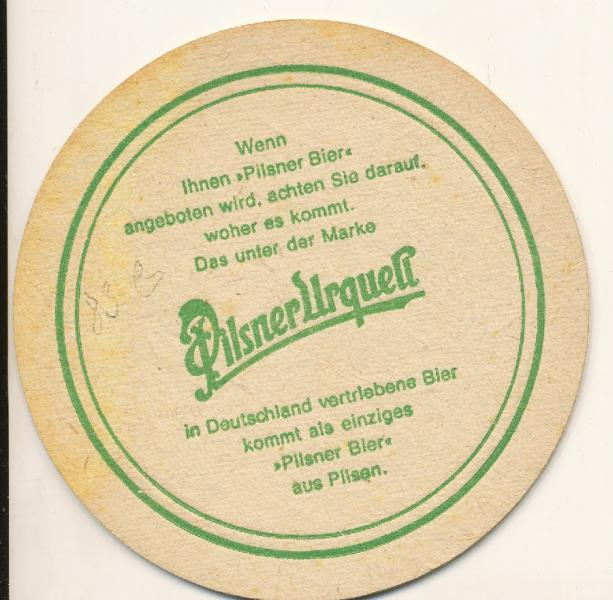 Wenn
Ihnen »Pilsner Bier«
angeboten wird, achten Sie darauf,
woher es kommt.
Das unter der Marke
Pilsner Urquell
in Deutschland vertriebene Bier
kommt als einziges
»Pilsner Bier«
aus Pilsen.